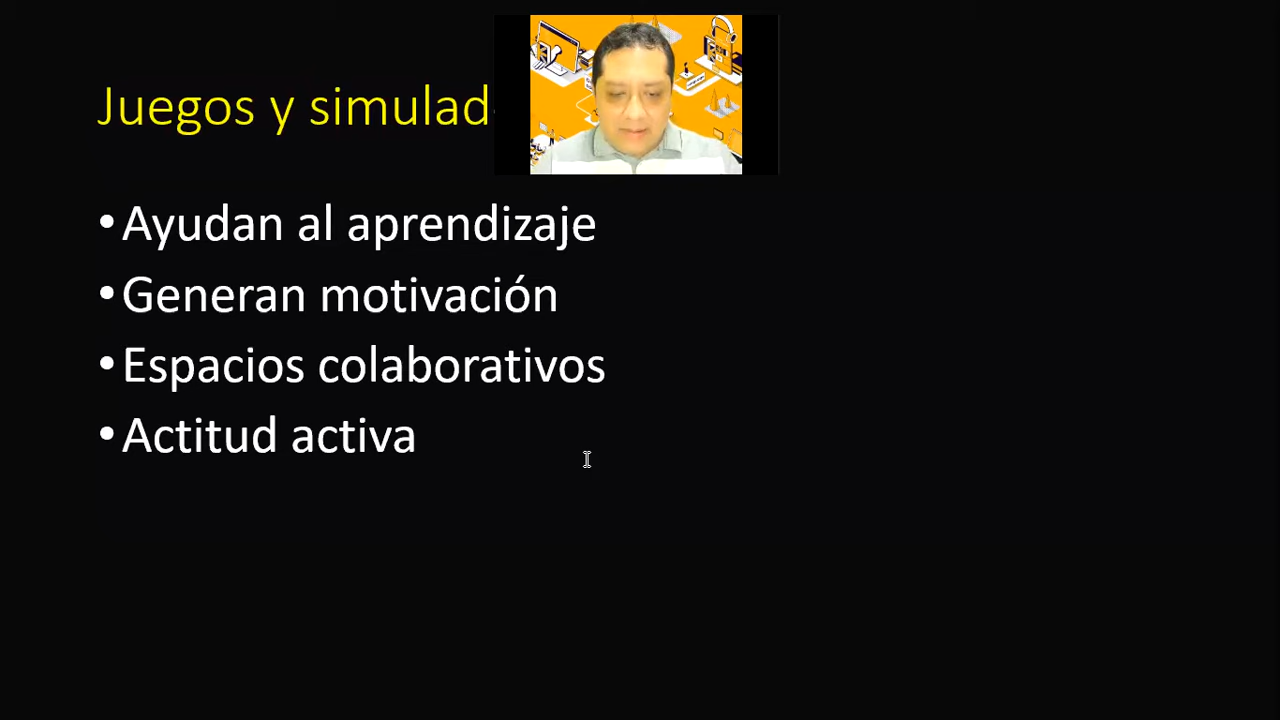 Juegos y simulad
• Ayudan al aprendizaje
• Generan motivación
• Espacios colaborativos
• Actitud activa